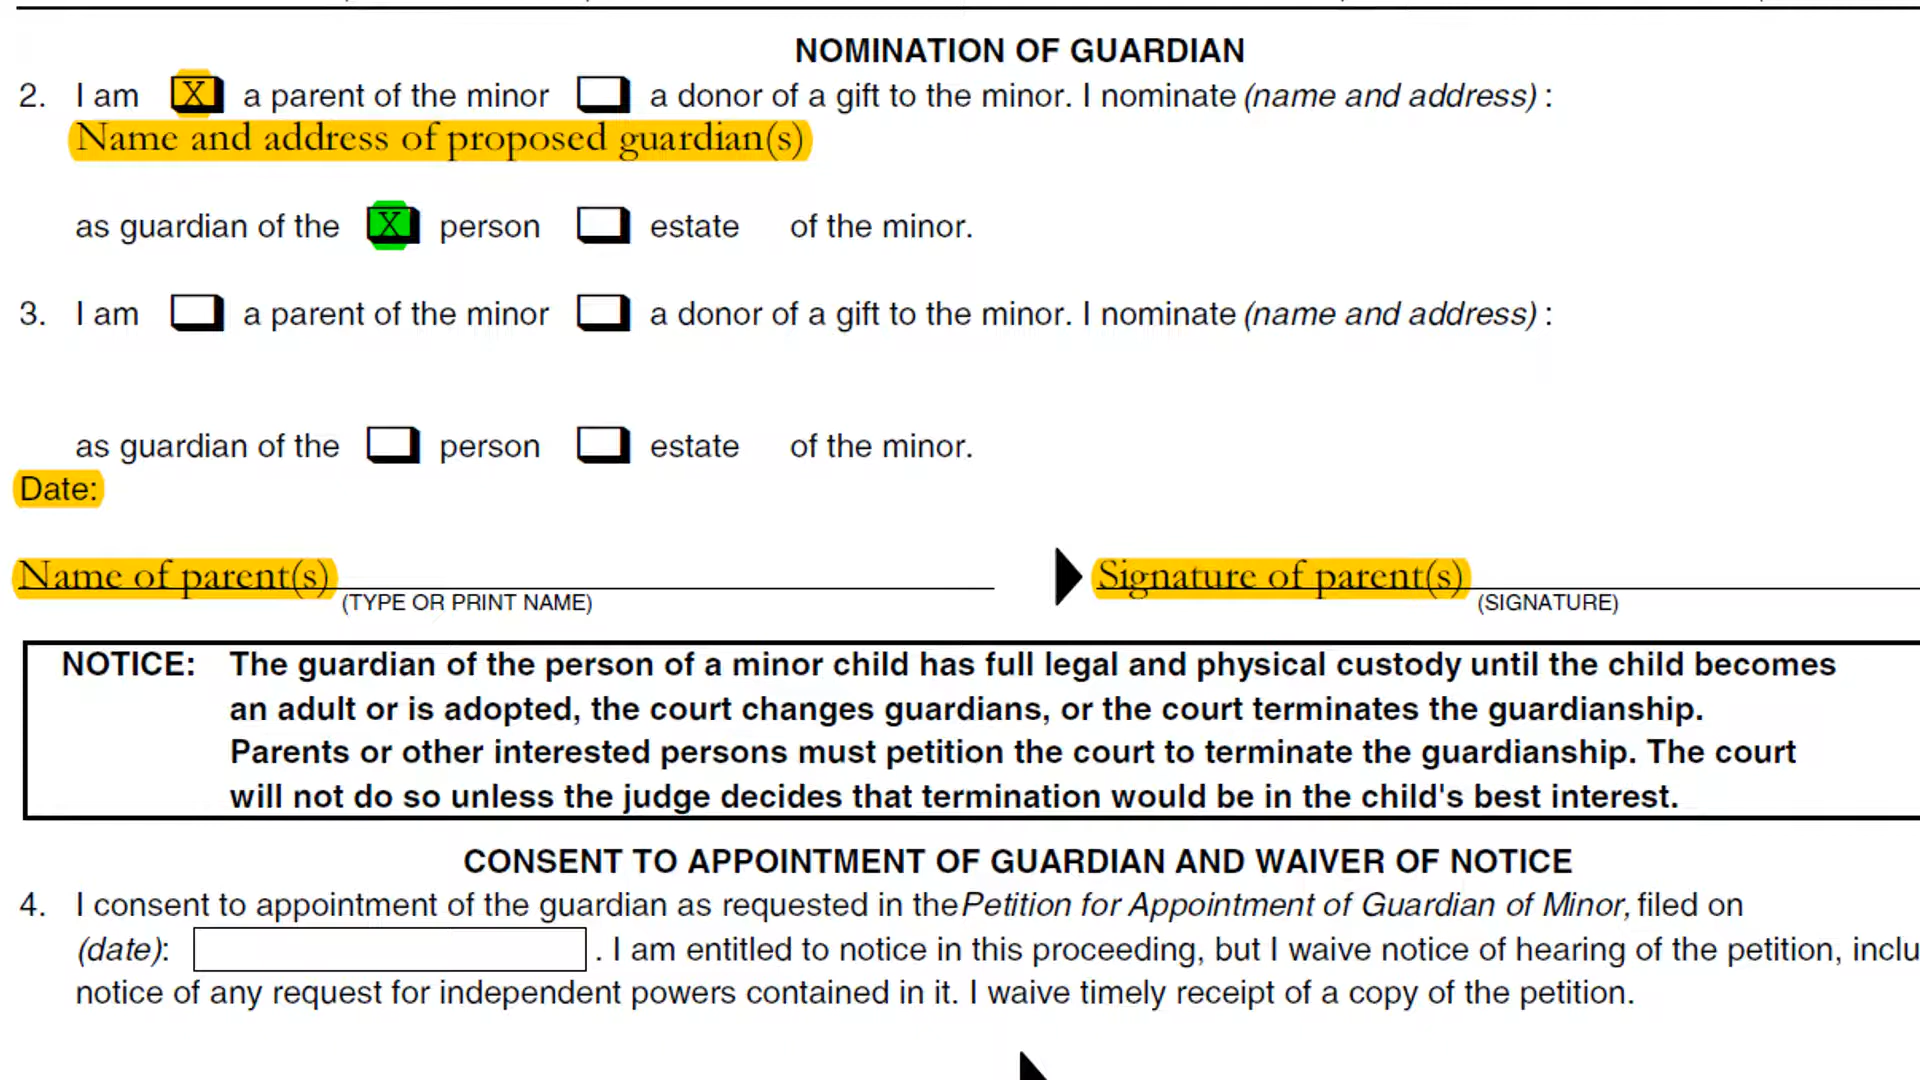 NOMINATION OF GUARDIAN
2. I am X a parent of the minor a donor of a gift to the minor. I nominate (name and address) :
Name and address of proposed guardian(s)
as guardian of the X person estate of the minor.
3. I am a parent of the minor a donor of a gift to the minor. I nominate (name and address) :
as guardian of the person estate of the minor.
Date:
Name of parent(s) Signature of parent(s)
(TYPE OR PRINT NAME) (SIGNATURE)
NOTICE: The guardian of the person of a minor child has full legal and physical custody until the child becomes
an adult or is adopted, the court changes guardians, or the court terminates the guardianship.
Parents or other interested persons must petition the court to terminate the guardianship. The court
will not do so unless the judge decides that termination would be in the child's best interest.
CONSENT TO APPOINTMENT OF GUARDIAN AND WAIVER OF NOTICE
4. I consent to appointment of the guardian as requested in the Petition for Appointment of Guardian of Minor, filed on
(date): . I am entitled to notice in this proceeding, but I waive notice of hearing of the petition, inclu
notice of any request for independent powers contained in it. I waive timely receipt of a copy of the petition.